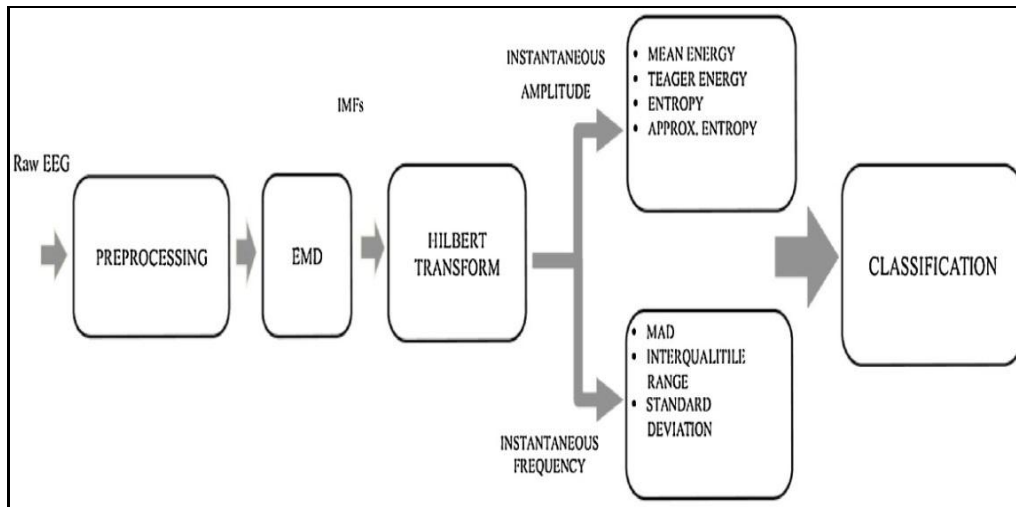 Raw EEG
PREPROCESSING
EMD
IMFs
HILBERT
TRANSFORM
INSTANTANEOUS
AMPLITUDE
• MEAN ENERGY
• TEAGER ENERGY
• ENTROPY
• APPROX. ENTROPY
INSTANTANEOUS
FREQUENCY
• MAD
• INTERQUALITILE
RANGE
• STANDARD
DEVIATION
CLASSIFICATION